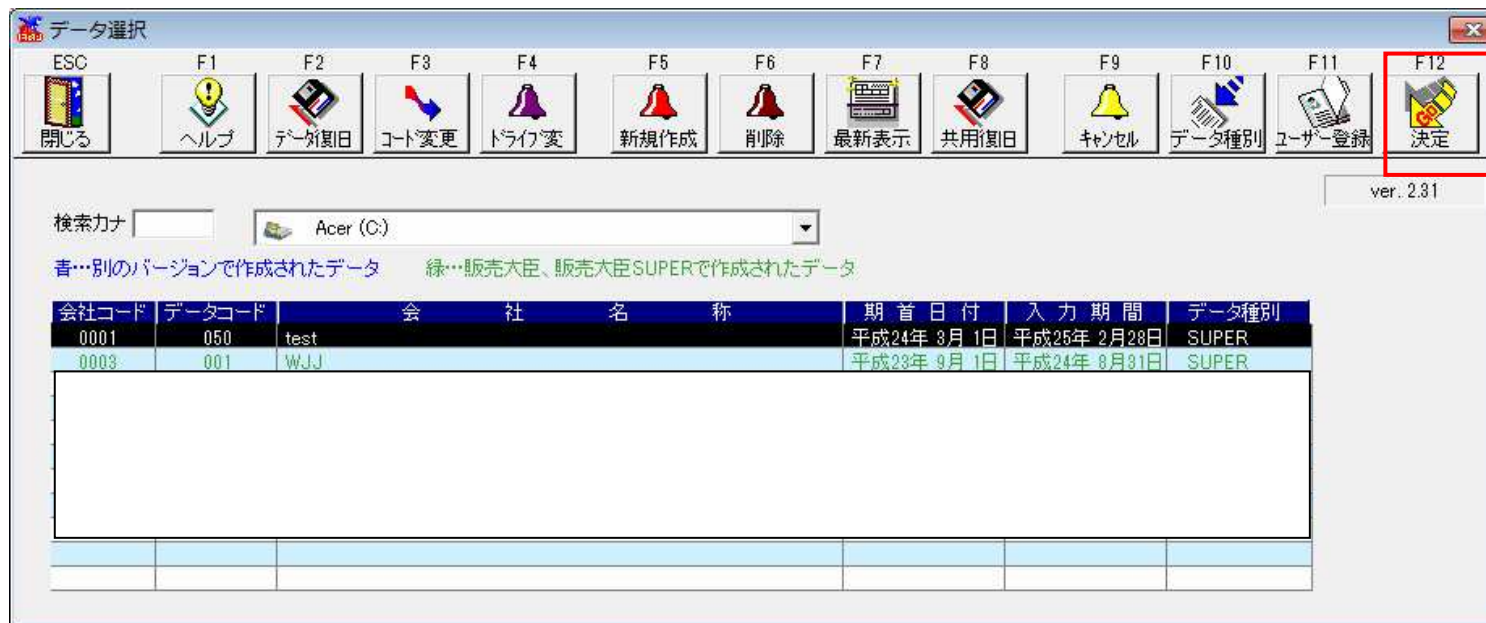 データ選択
ESC F1 F2 F3 F4 F5 F6 F7 F8 F9 F10 F11 F12
閉じる ヘルプ データ復旧 コード変更 ドライブ変 新規作成 削除 最新表示 共用復旧 キャンセル データ種別 ユーザー登録 決定
ver. 2.31
検索カナ Acer (C:)
青…別のバージョンで作成されたデータ 緑…販売大臣、販売大臣SUPERで作成されたデータ
会社コード データコード 会社名称 期首日付 入力期間 データ種別
0001 050 test 平成24年 3月 1日 平成25年 2月28日 SUPER
0003 001 WJJ 平成23年 9月 1日 平成24年 8月31日 SUPER